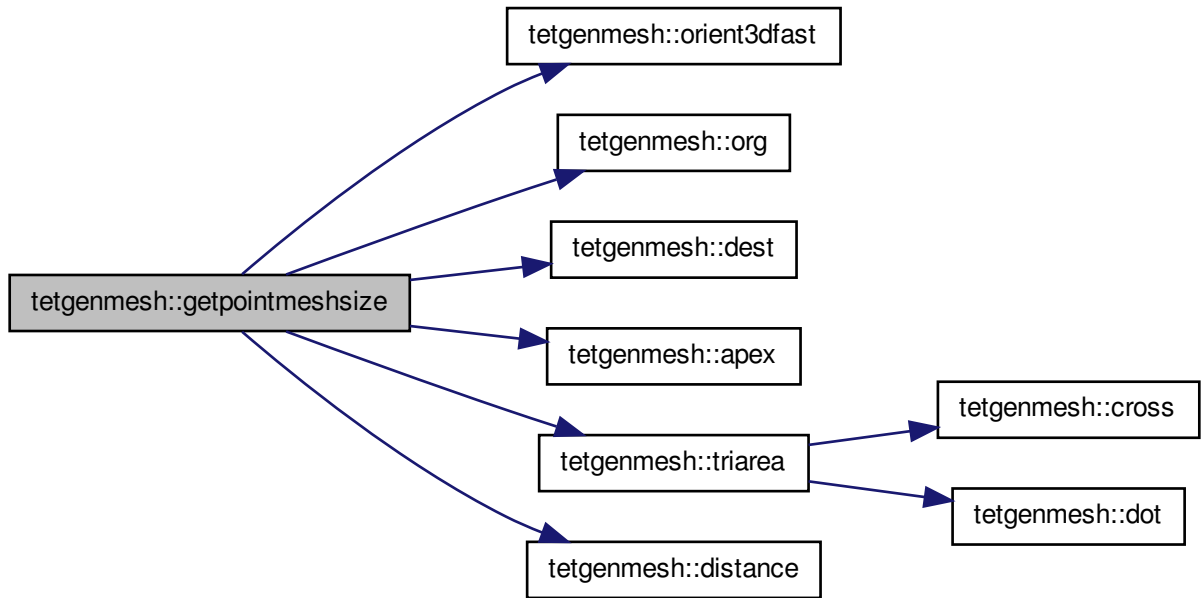 tetgenmesh::orient3dfast
tetgenmesh::org
tetgenmesh::dest
tetgenmesh::getpointmeshsize
tetgenmesh::apex
tetgenmesh::cross
tetgenmesh::triarea
tetgenmesh::dot
tetgenmesh::distance